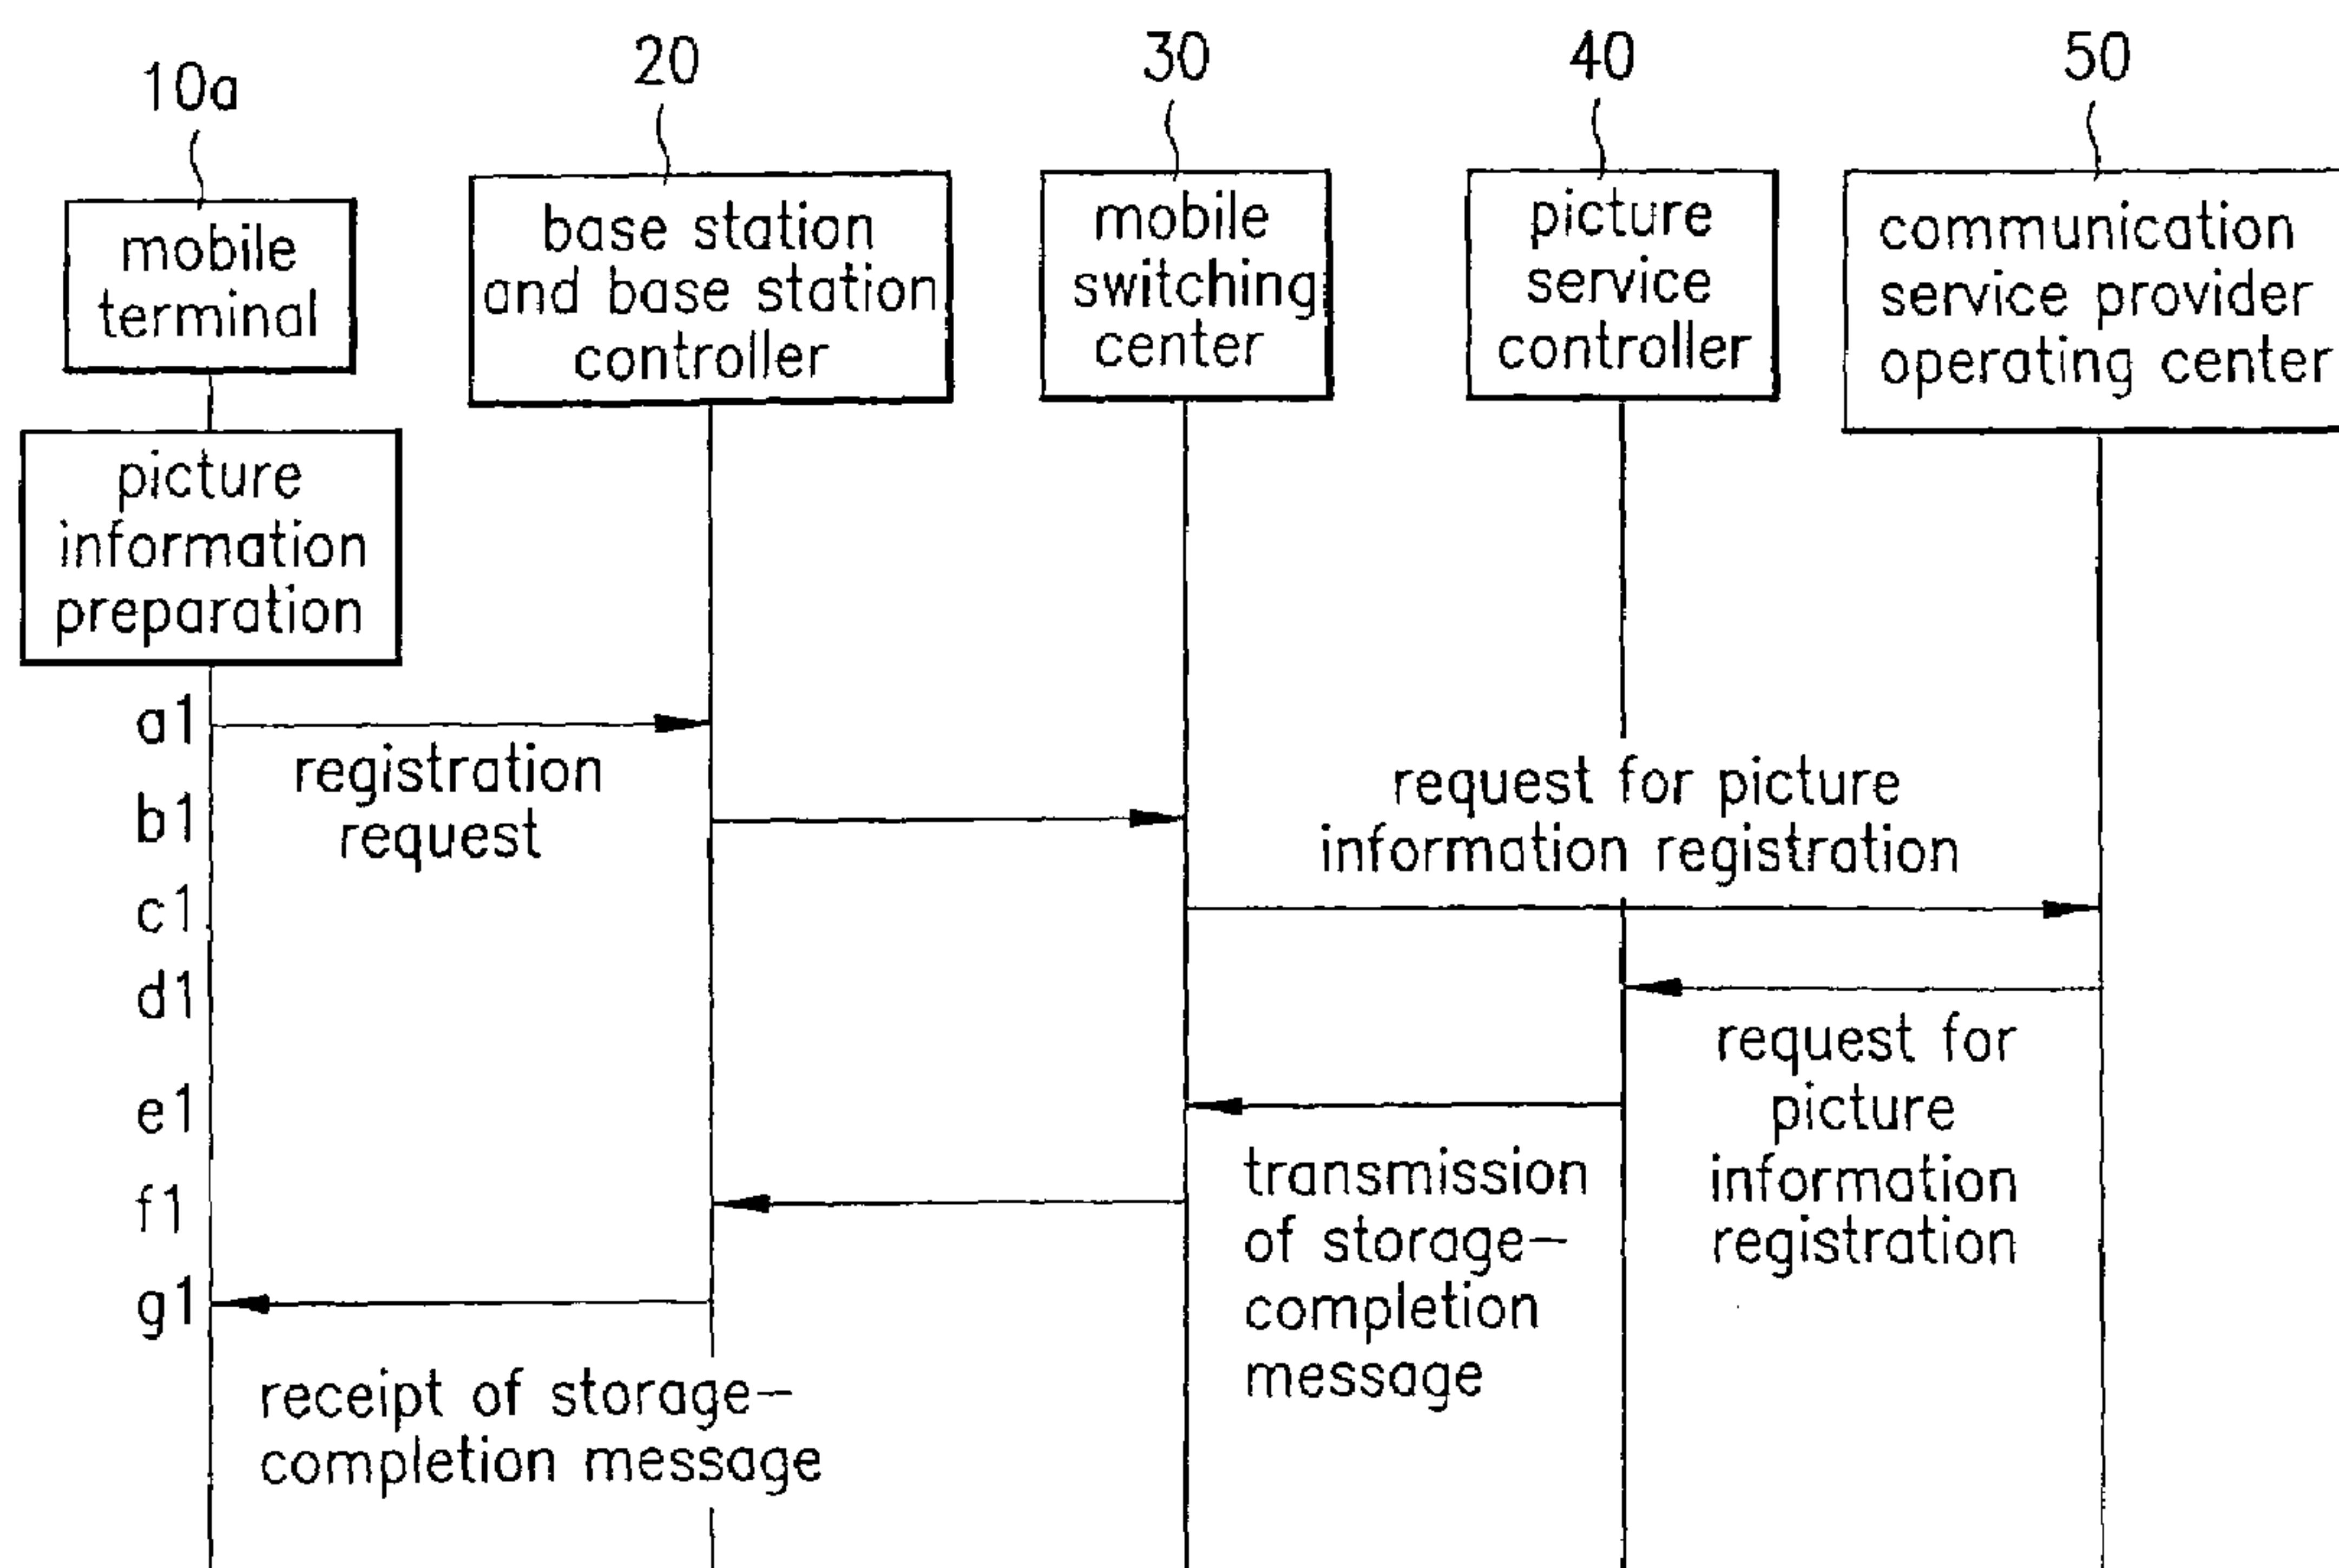 10a
20
30
40
50
mobile
terminal
base station
and base station
controller
mobile
switching
center
picture
service
controller
communication
service provider
operating center
picture
information
preparation
a1
registration
request
b1
request for picture
information registration
c1
d1
request for
picture
information
registration
e1
transmission
of storage-
completion
message
f1
g1
receipt of storage-
completion message